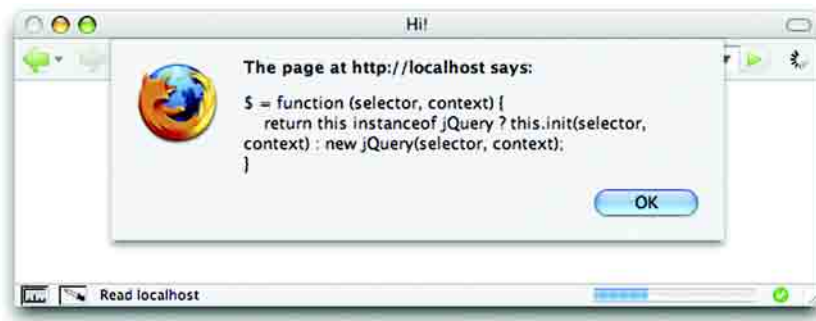 Hi!
The page at http://localhost says:
$ = function (selector, context) {
return this instanceof jQuery ? this.init(selector,
context) : new jQuery(selector, context);
}
OK
Read localhost